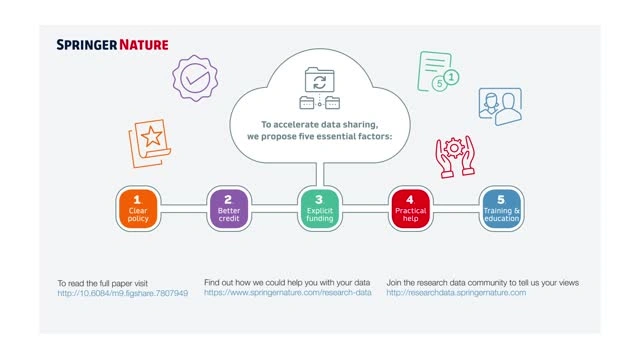 SPRINGER NATURE
5 1
To accelerate data sharing,
we propose five essential factors:
1
Clear
policy
2
Better
credit
3
Explicit
funding
4
Practical
help
5
Training &
education
To read the full paper visit
http://10.6084/m9.figshare.7807949
Find out how we could help you with your data
https://www.springernature.com/research-data
Join the research data community to tell us your views
http://researchdata.springernature.com